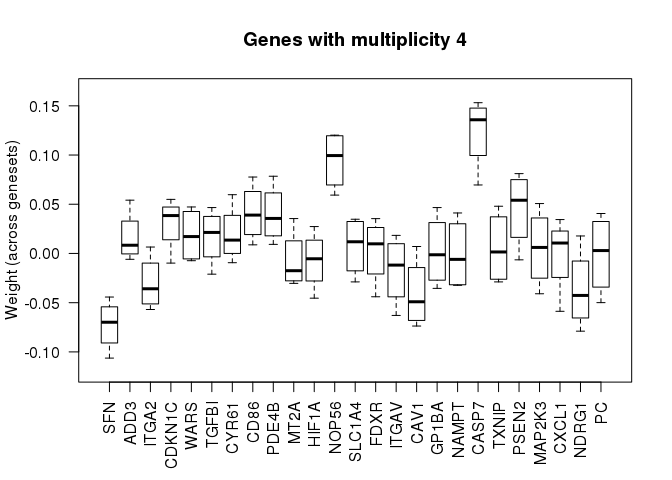 Genes with multiplicity 4
Weight (across genesets)
0.15
0.10
0.05
0.00
-0.05
-0.10
SFN
ADD3
ITGA2
CDKN1C
WARS
TGFBI
CYR61
CD86
PDE4B
MT2A
HIF1A
NOP56
SLC1A4
FDXR
ITGAV
CAV1
GP1BA
NAMPT
CASP7
TXNIP
PSEN2
MAP2K3
CXCL1
NDRG1
PC